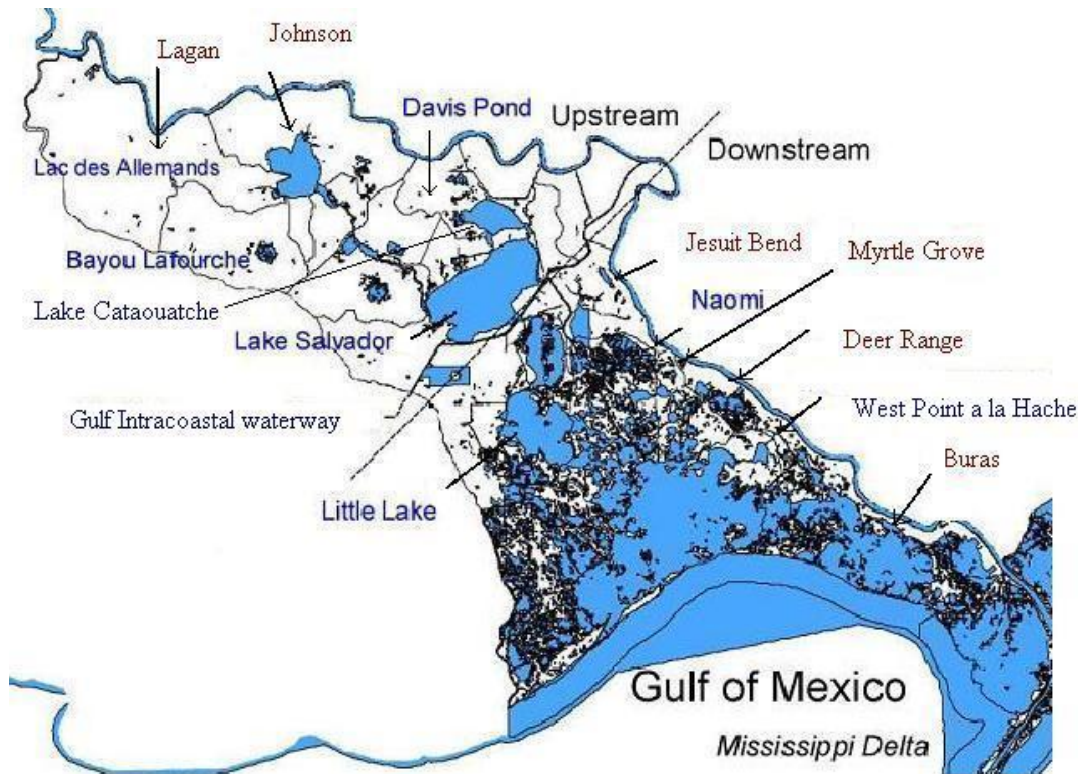 Johnson
Lagan
Davis Pond
Upstream
Downstream
Lac des Allemands
Jesuit Bend
Myrtle Grove
Bayou Lafourche
Naomi
Lake Cataouatche
Lake Salvador
Deer Range
Gulf Intracoastal waterway
West Point a la Hache
Buras
Little Lake
Gulf of Mexico
Mississippi Delta